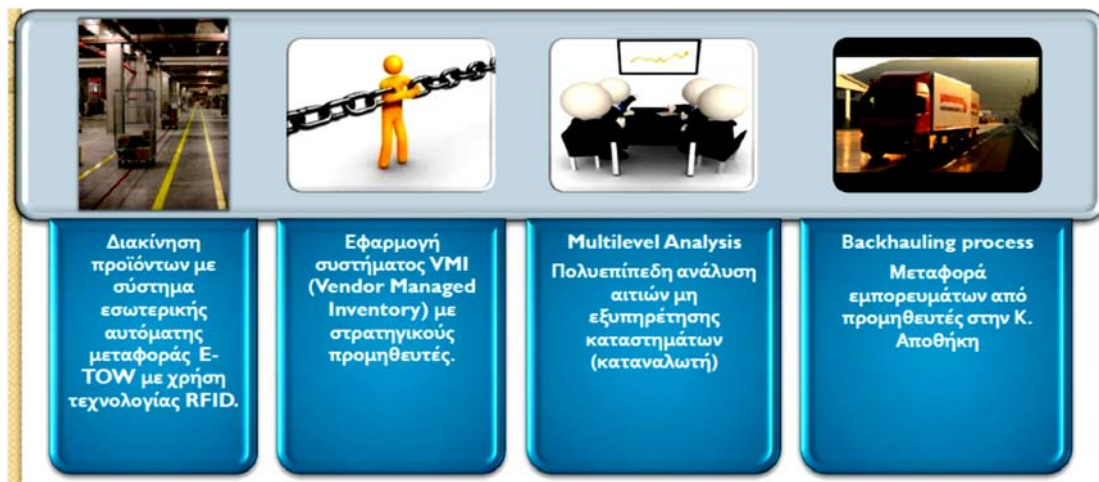 Διακίνηση
προϊόντων με
σύστημα
εσωτερικής
αυτόματης
μεταφοράς E-
TOW με χρήση
τεχνολογίας RFID.
Εφαρμογή
συστήματος VMI
(Vendor Managed
Inventory) με
στρατηγικούς
προμηθευτές.
Multilevel Analysis
Πολυεπίπεδη ανάλυση
αιτιών μη
εξυπηρέτησης
καταστημάτων
(καταναλωτή)
Backhauling process
Μεταφορά
εμπορευμάτων από
προμηθευτές στην Κ.
Αποθήκη